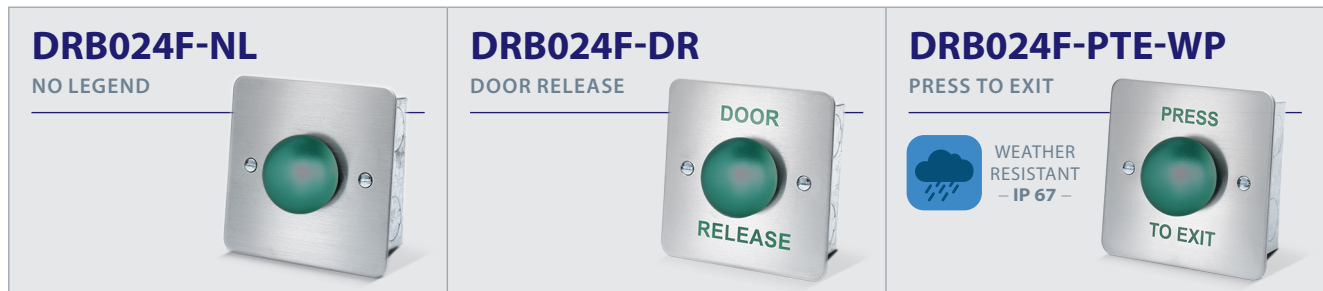 DRB024F-NL
NO LEGEND
DRB024F-DR
DOOR RELEASE
DOOR
RELEASE
DRB024F-PTE-WP
PRESS TO EXIT
WEATHER
RESISTANT
– IP 67 –
PRESS
TO EXIT